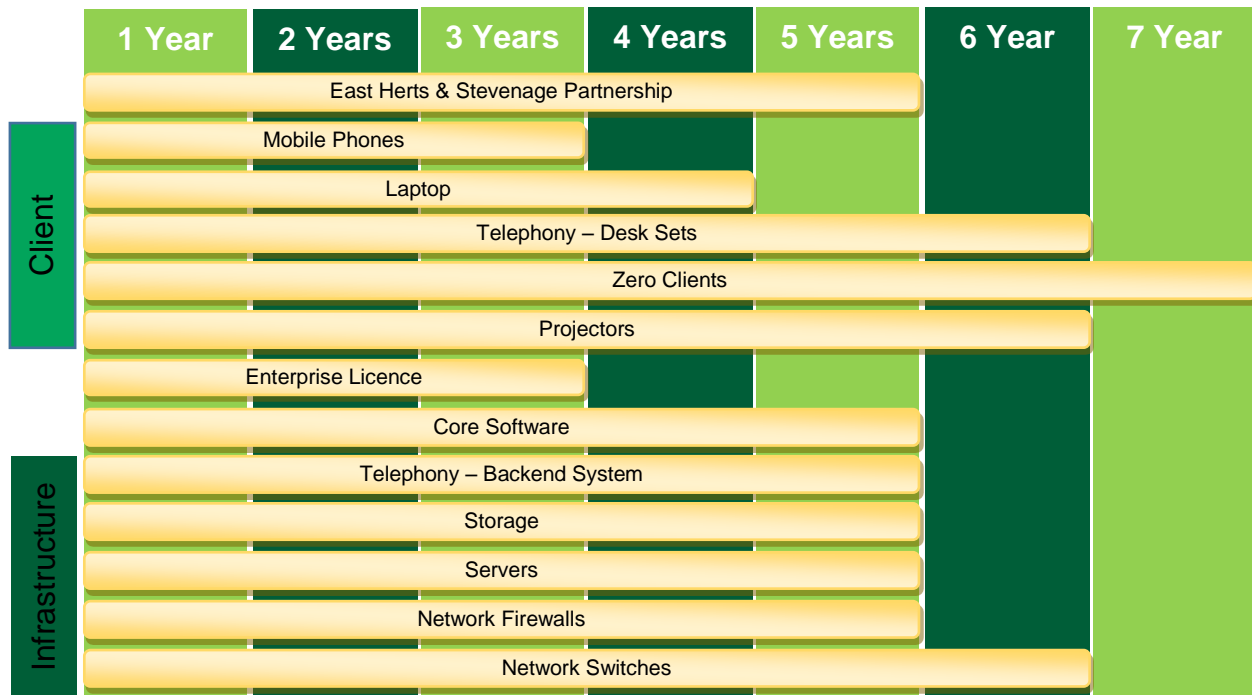 1 Year 2 Years 3 Years 4 Years 5 Years 6 Year 7 Year
East Herts & Stevenage Partnership
Client
Mobile Phones
Laptop
Telephony – Desk Sets
Zero Clients
Projectors
Enterprise Licence
Core Software
Infrastructure
Telephony – Backend System
Storage
Servers
Network Firewalls
Network Switches